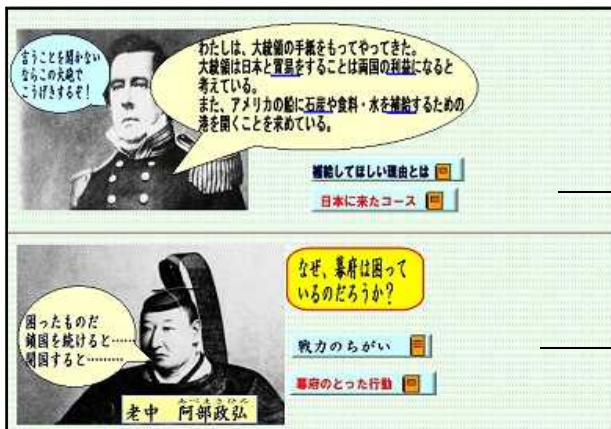 言うことを聞かない
ならこの大砲で
こうげきするぞ!
わたしは、大統領の手紙をもってやってきた。
大統領は日本と貿易をすることは両国の利益になると
考えている。
また、アメリカの船に石炭や食料・水を補給するための
港を開くことを求めている。
補給してほしい理由とは
日本に来たコース
なぜ、幕府は困って
いるのだろうか?
困ったものだ
鎖国を続けると……
開国すると………
戦力のちがい
幕府のとった行動
あべまさひろ
老中 阿部政弘